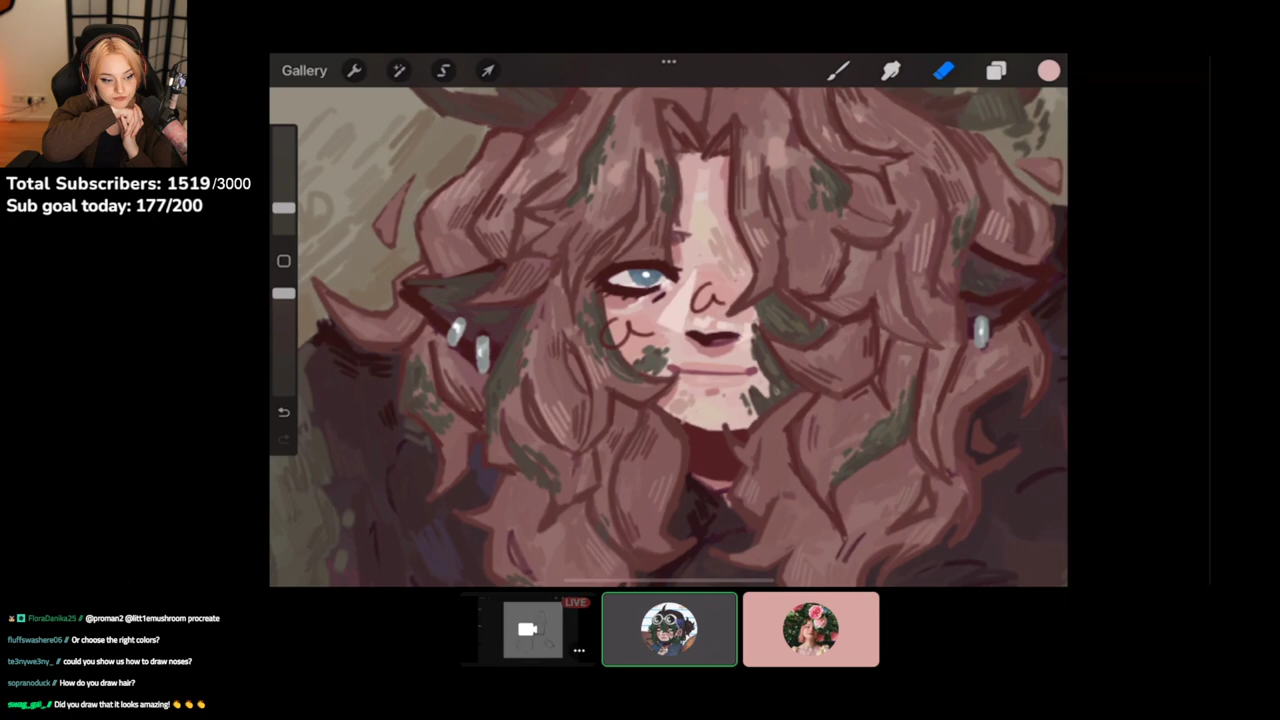 Gallery
Total Subscribers: 1519/3000
Sub goal today: 177/200
LIVE
FloraDanika25 // @proman2 @litt1emushroom procreate
fluffswashere06 // Or choose the right colors?
te3nywe3ny_ // could you show us how to draw noses?
sopranoduck // How do you draw hair?
// Did you draw that it looks amazing! 👏 👏 👏